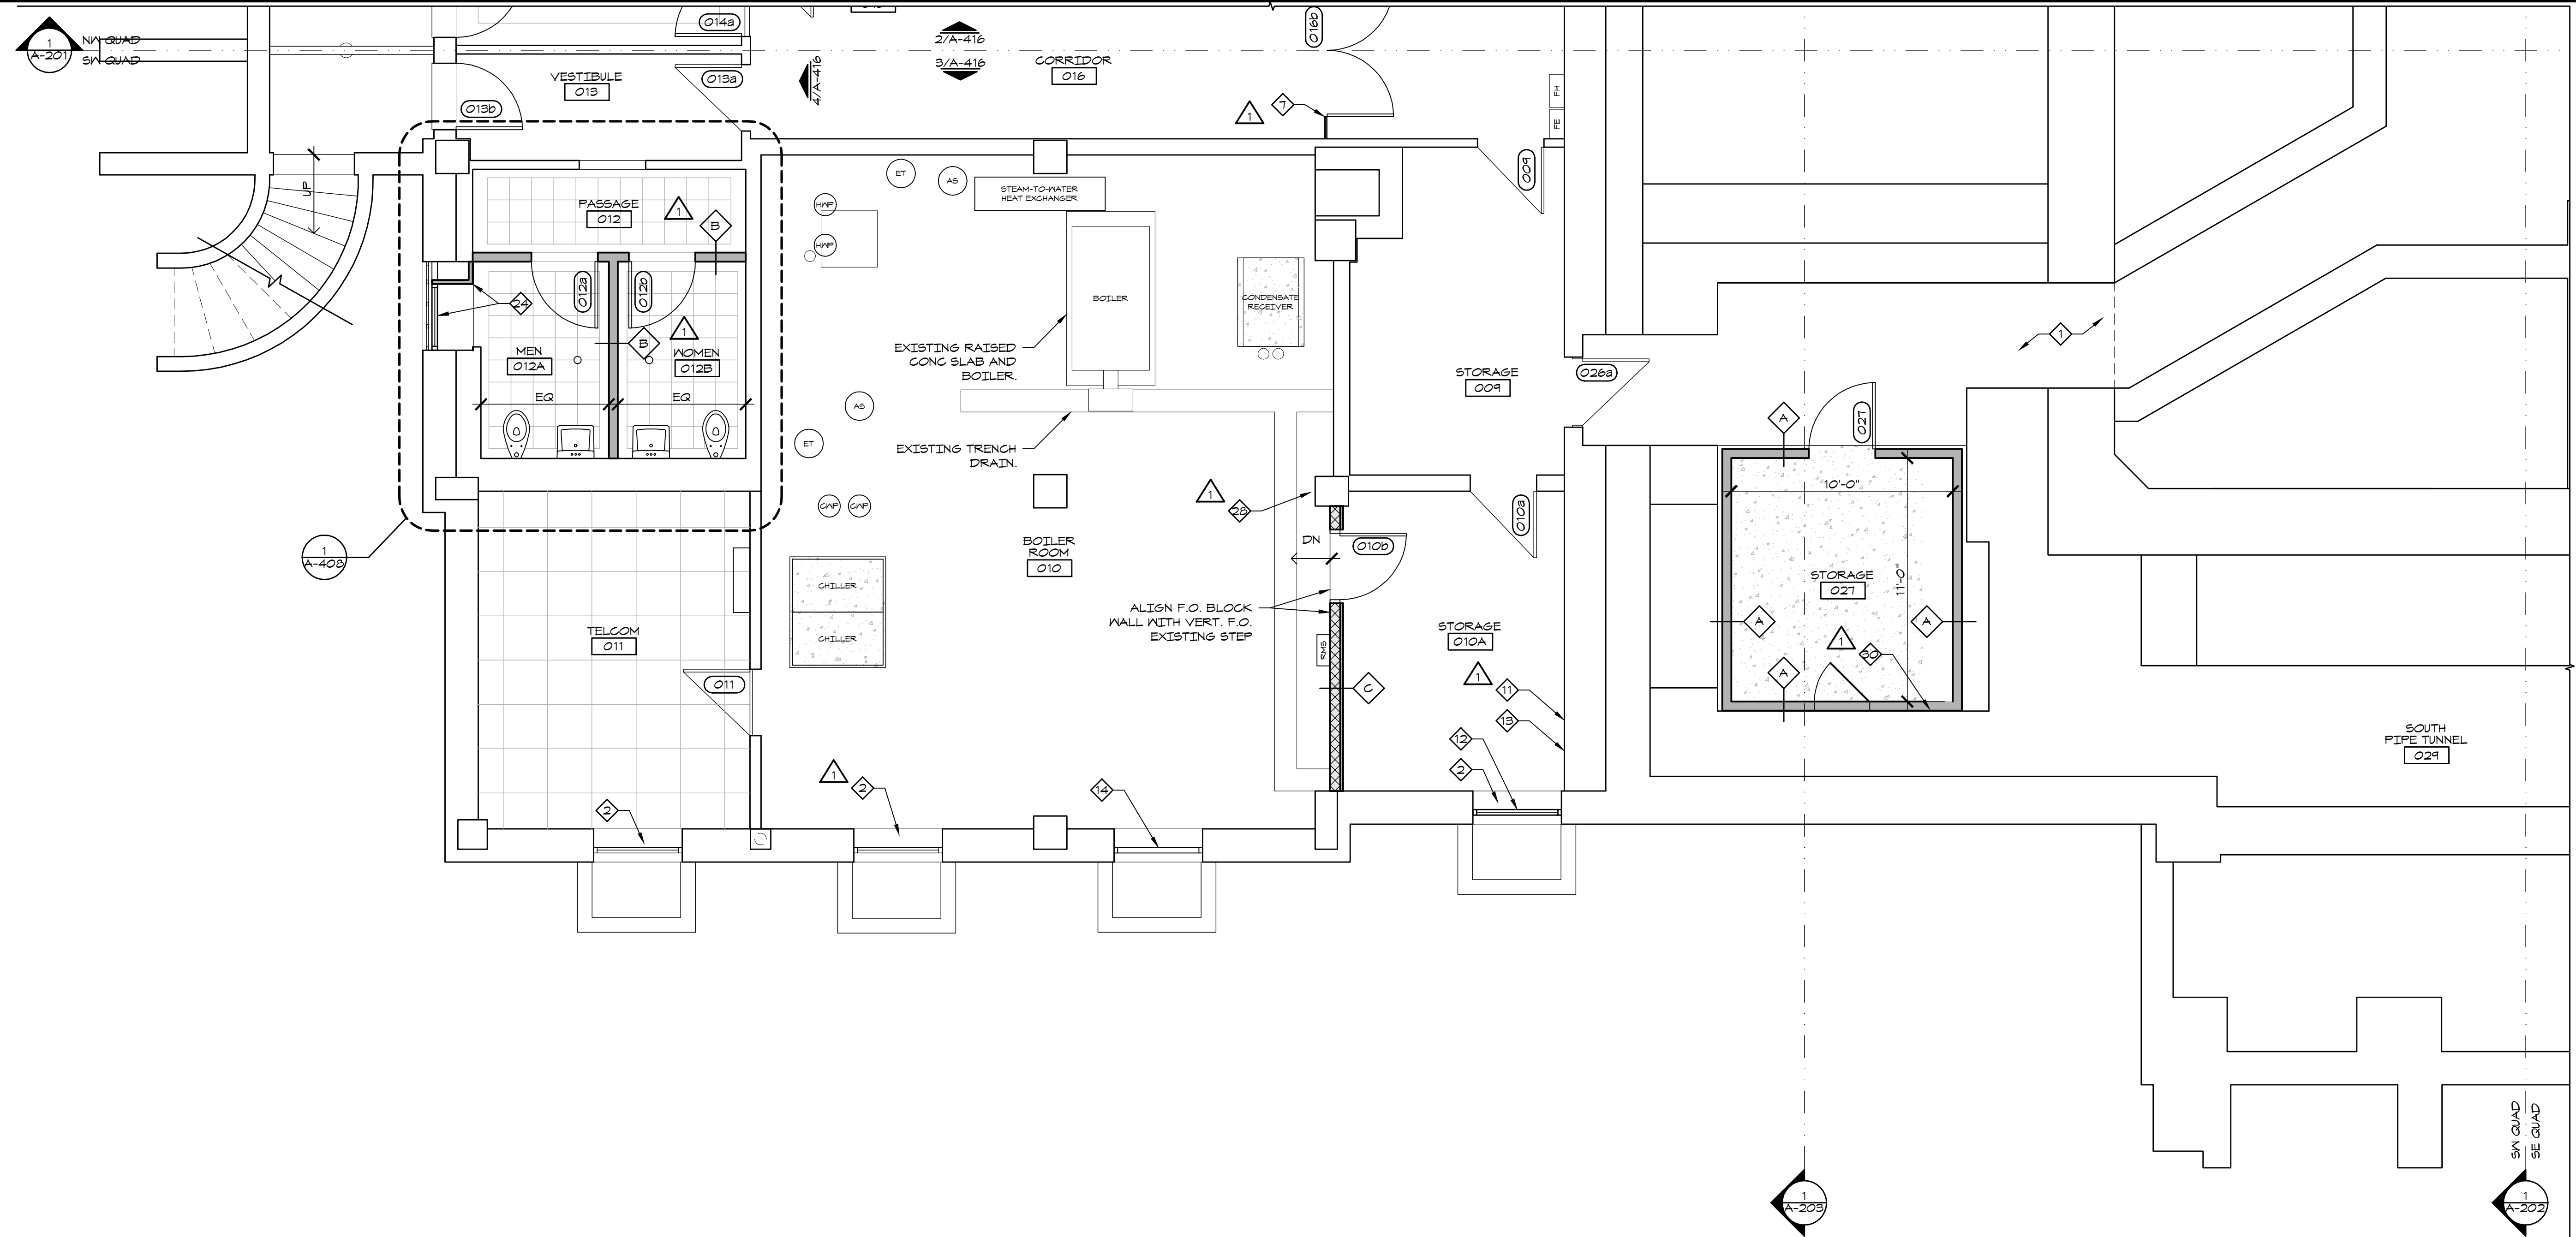 1
A-201
NW QUAD
SW QUAD
014a
VESTIBULE
013
013a
013b
4/A-416
2/A-416
3/A-416
CORRIDOR
016
016b
1
7
FH
FE
009
UP
PASSAGE
012
1
B
ET
AS
STEAM-TO-WATER
HEAT EXCHANGER
HWP
HWP
BOILER
CONDENSATE
RECEIVER
24
012a
012b
1
B
MEN
012A
WOMEN
012B
EQ
EQ
EXISTING RAISED
CONC SLAB AND
BOILER.
AS
ET
EXISTING TRENCH
DRAIN.
CWP
CWP
STORAGE
009
026a
1
A
027
10'-0"
11'-0"
STORAGE
027
A
A
1
30
A
1
A-408
1
28
010a
BOILER
ROOM
010
DN
010b
CHILLER
CHILLER
ALIGN F.O. BLOCK
WALL WITH VERT. F.O.
EXISTING STEP
RMS
STORAGE
010A
1
11
13
C
12
2
TELCOM
011
011
2
1
2
14
SOUTH
PIPE TUNNEL
029
SW QUAD
SE QUAD
1
A-203
1
A-202